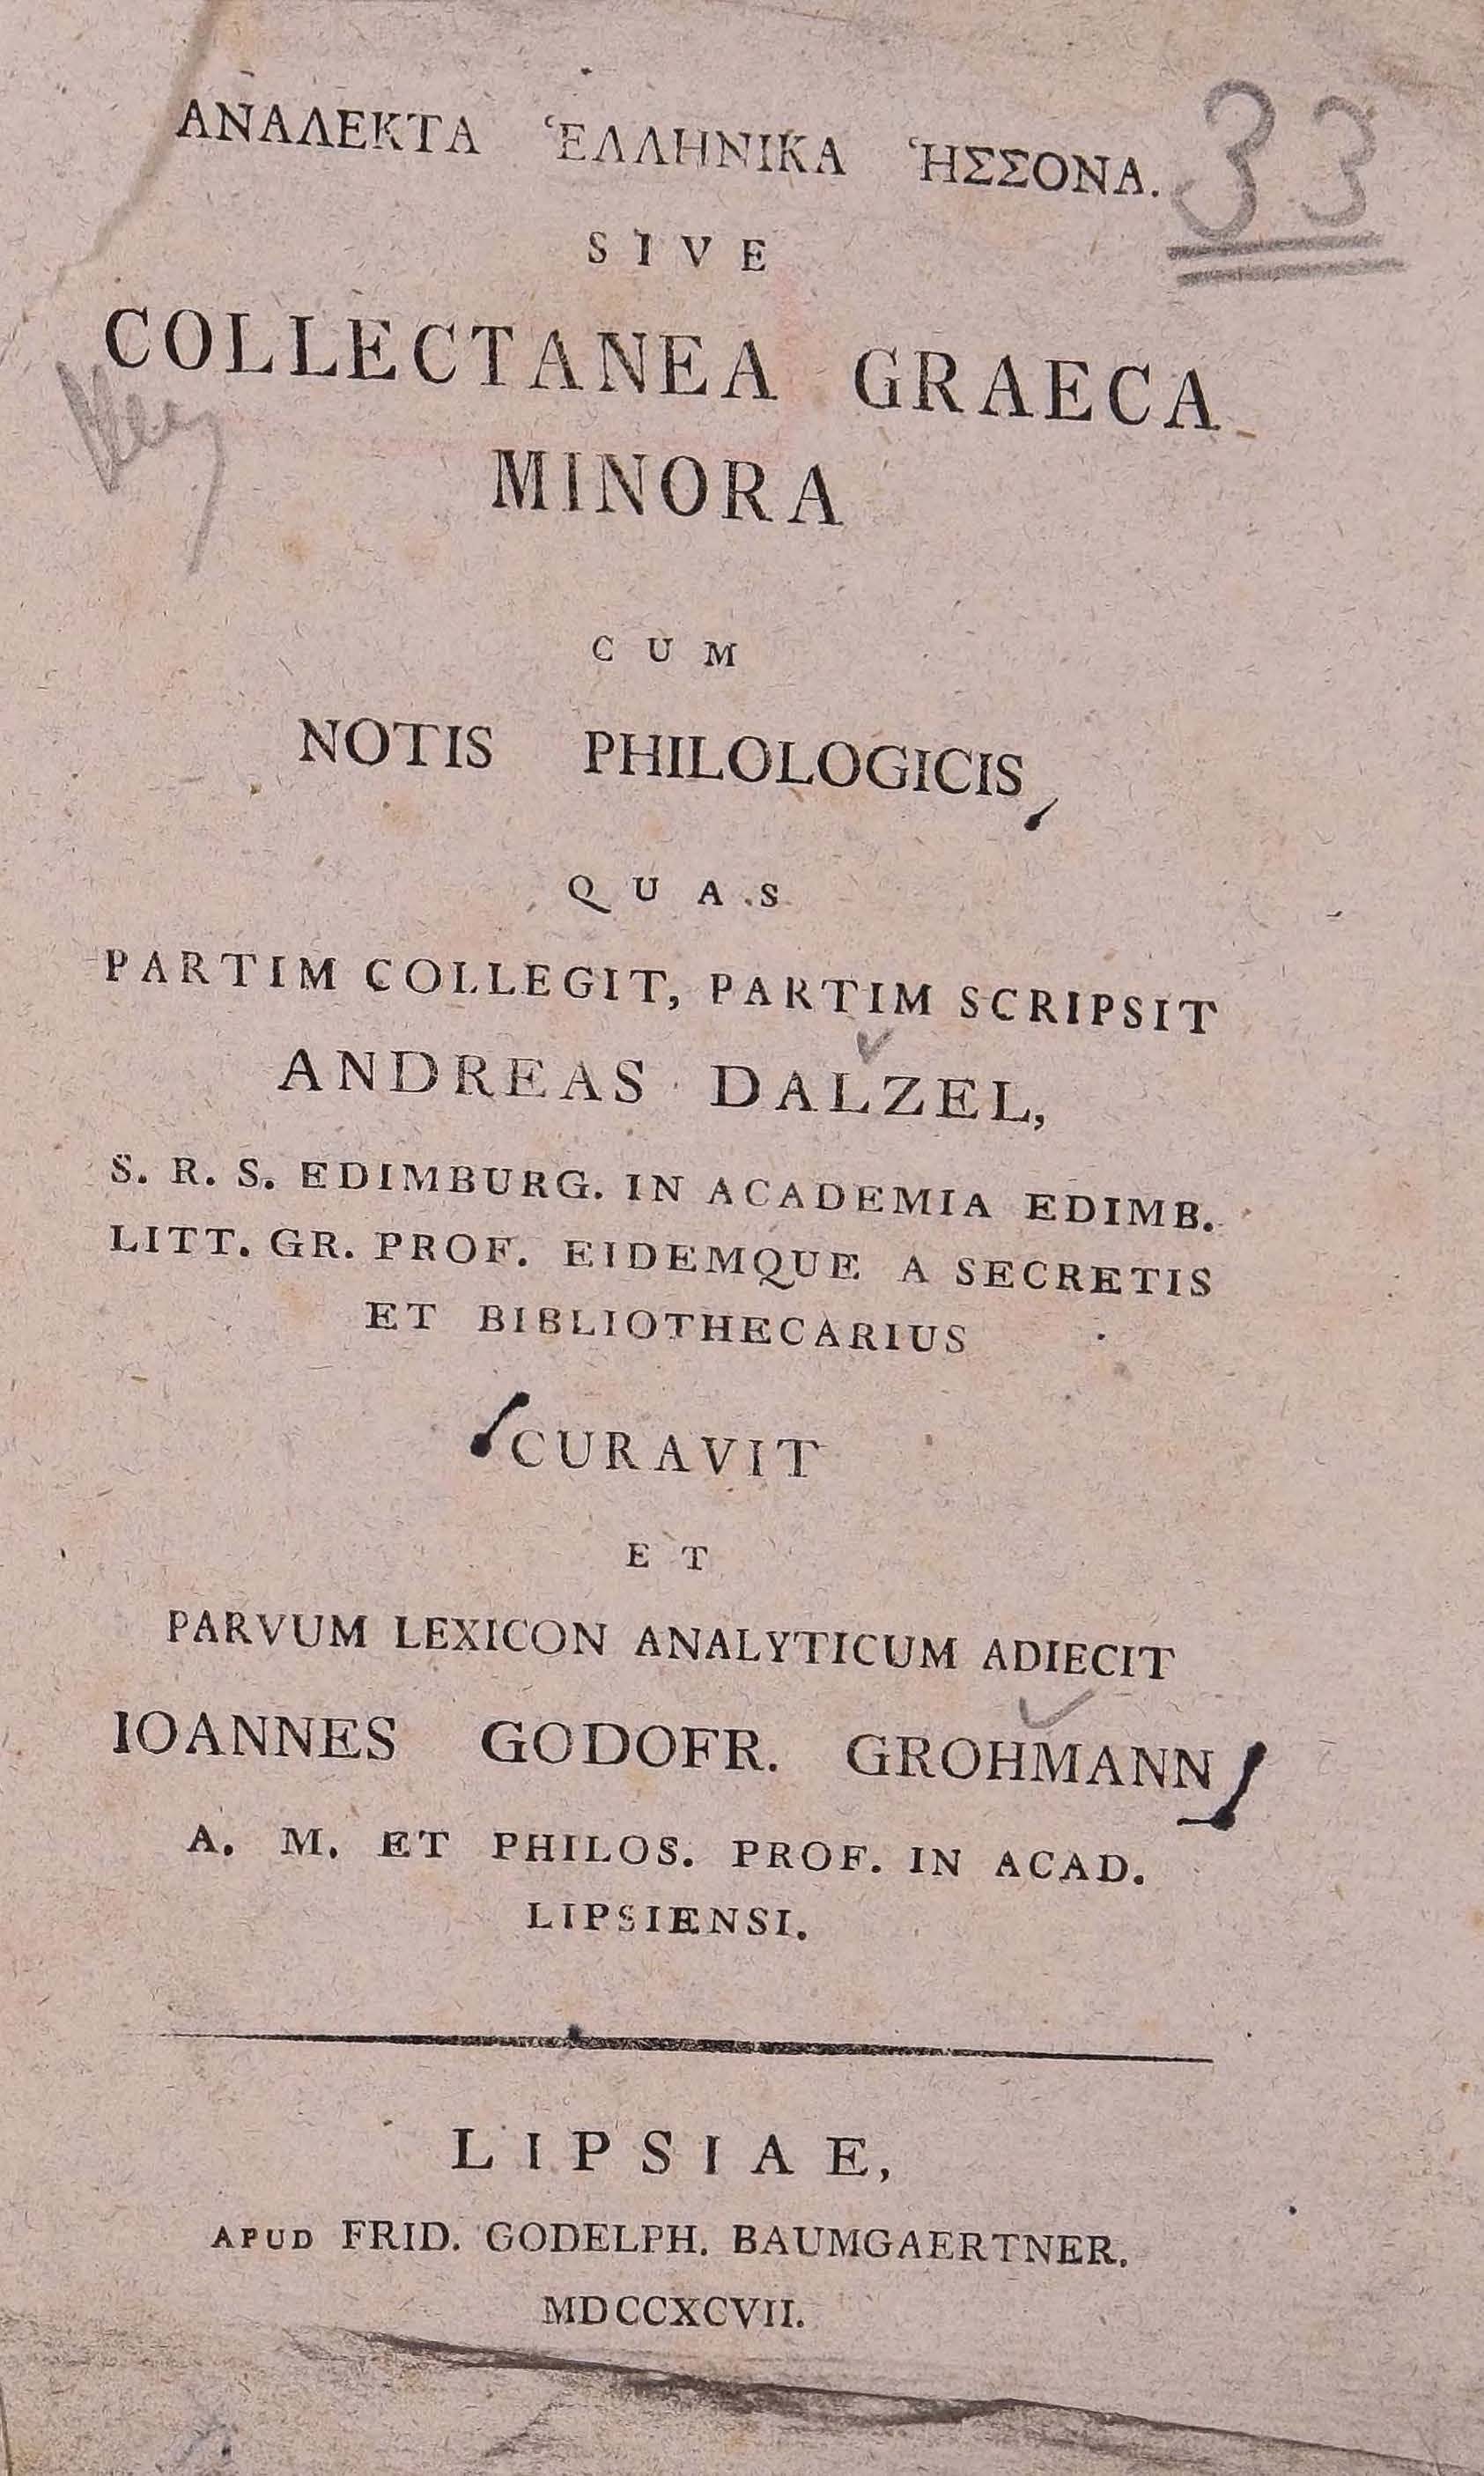 ΑΝΑΛΕΚΤΑ ἙΛΛΗΝΙΚΑ ἩΣΣΟΝΑ.
33
SIVE
COLLECTANEA GRAECA
MINORA
CUM
NOTIS PHILOLOGICIS
QUAS
PARTIM COLLEGIT, PARTIM SCRIPSIT
ANDREAS DALZEL,
S. R. S. EDIMBURG. IN ACADEMIA EDIMB.
LITT. GR. PROF. EIDEMQUE A SECRETIS
ET BIBLIOTHECARIUS
CURAVIT
ET
PARVUM LEXICON ANALYTICUM ADIECIT
IOANNES GODOFR. GROHMANN
A. M. ET PHILOS. PROF. IN ACAD.
LIPSIENSI.
LIPSIAE,
APUD FRID. GODELPH. BAUMGAERTNER.
MDCCXCVII.